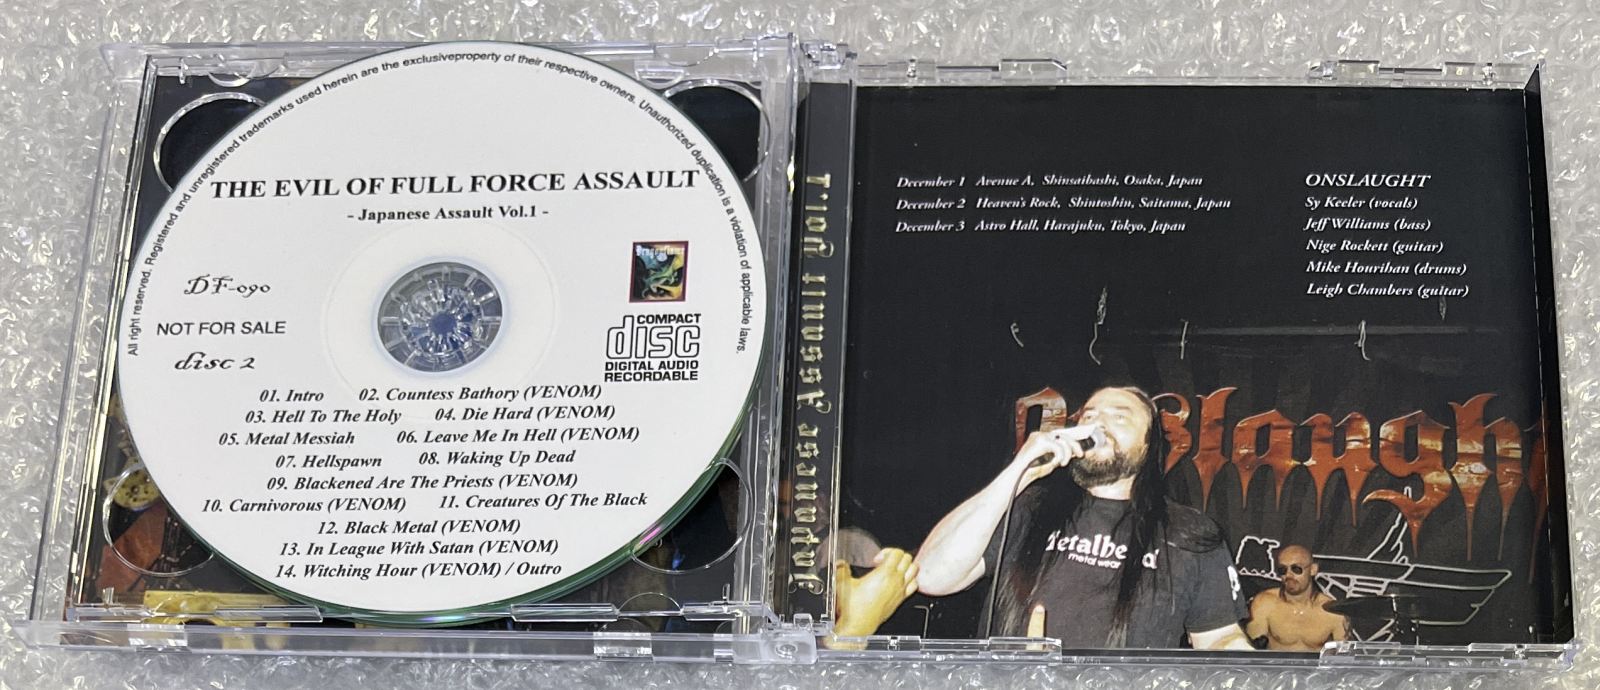 All right reserved. Registered and unregistered trademarks used herein are the exclusiveproperty of their respective owners. Unauthorized duplication is a violation of applicable laws.
THE EVIL OF FULL FORCE ASSAULT
- Japanese Assault Vol.1 -
DF-090
NOT FOR SALE
disc 2
COMPACT
disc
DIGITAL AUDIO
RECORDABLE
01. Intro 02. Countess Bathory (VENOM)
03. Hell To The Holy 04. Die Hard (VENOM)
05. Metal Messiah 06. Leave Me In Hell (VENOM)
07. Hellspawn 08. Waking Up Dead
09. Blackened Are The Priests (VENOM)
10. Carnivorous (VENOM) 11. Creatures Of The Black
12. Black Metal (VENOM)
13. In League With Satan (VENOM)
14. Witching Hour (VENOM) / Outro
Japanese Assault Vol.1
December 1 Avenue A, Shinsaibashi, Osaka, Japan
December 2 Heaven's Rock, Shintoshin, Saitama, Japan
December 3 Astro Hall, Harajuku, Tokyo, Japan
ONSLAUGHT
Sy Keeler (vocals)
Jeff Williams (bass)
Nige Rockett (guitar)
Mike Hourihan (drums)
Leigh Chambers (guitar)
Onslaught
metal wear